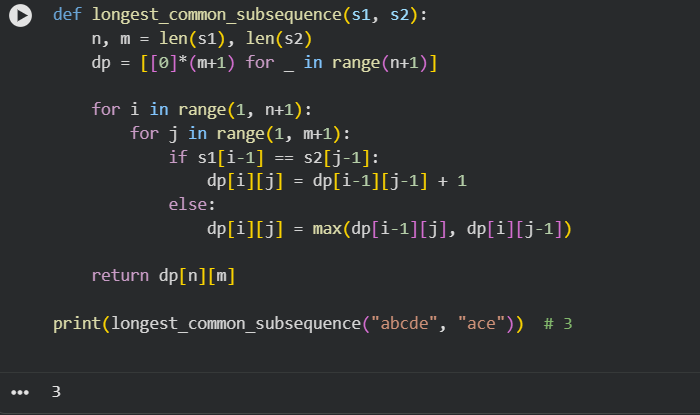 def longest_common_subsequence(s1, s2):
    n, m = len(s1), len(s2)
    dp = [[0]*(m+1) for _ in range(n+1)]

    for i in range(1, n+1):
        for j in range(1, m+1):
            if s1[i-1] == s2[j-1]:
                dp[i][j] = dp[i-1][j-1] + 1
            else:
                dp[i][j] = max(dp[i-1][j], dp[i][j-1])

    return dp[n][m]

print(longest_common_subsequence("abcde", "ace"))  # 3

3